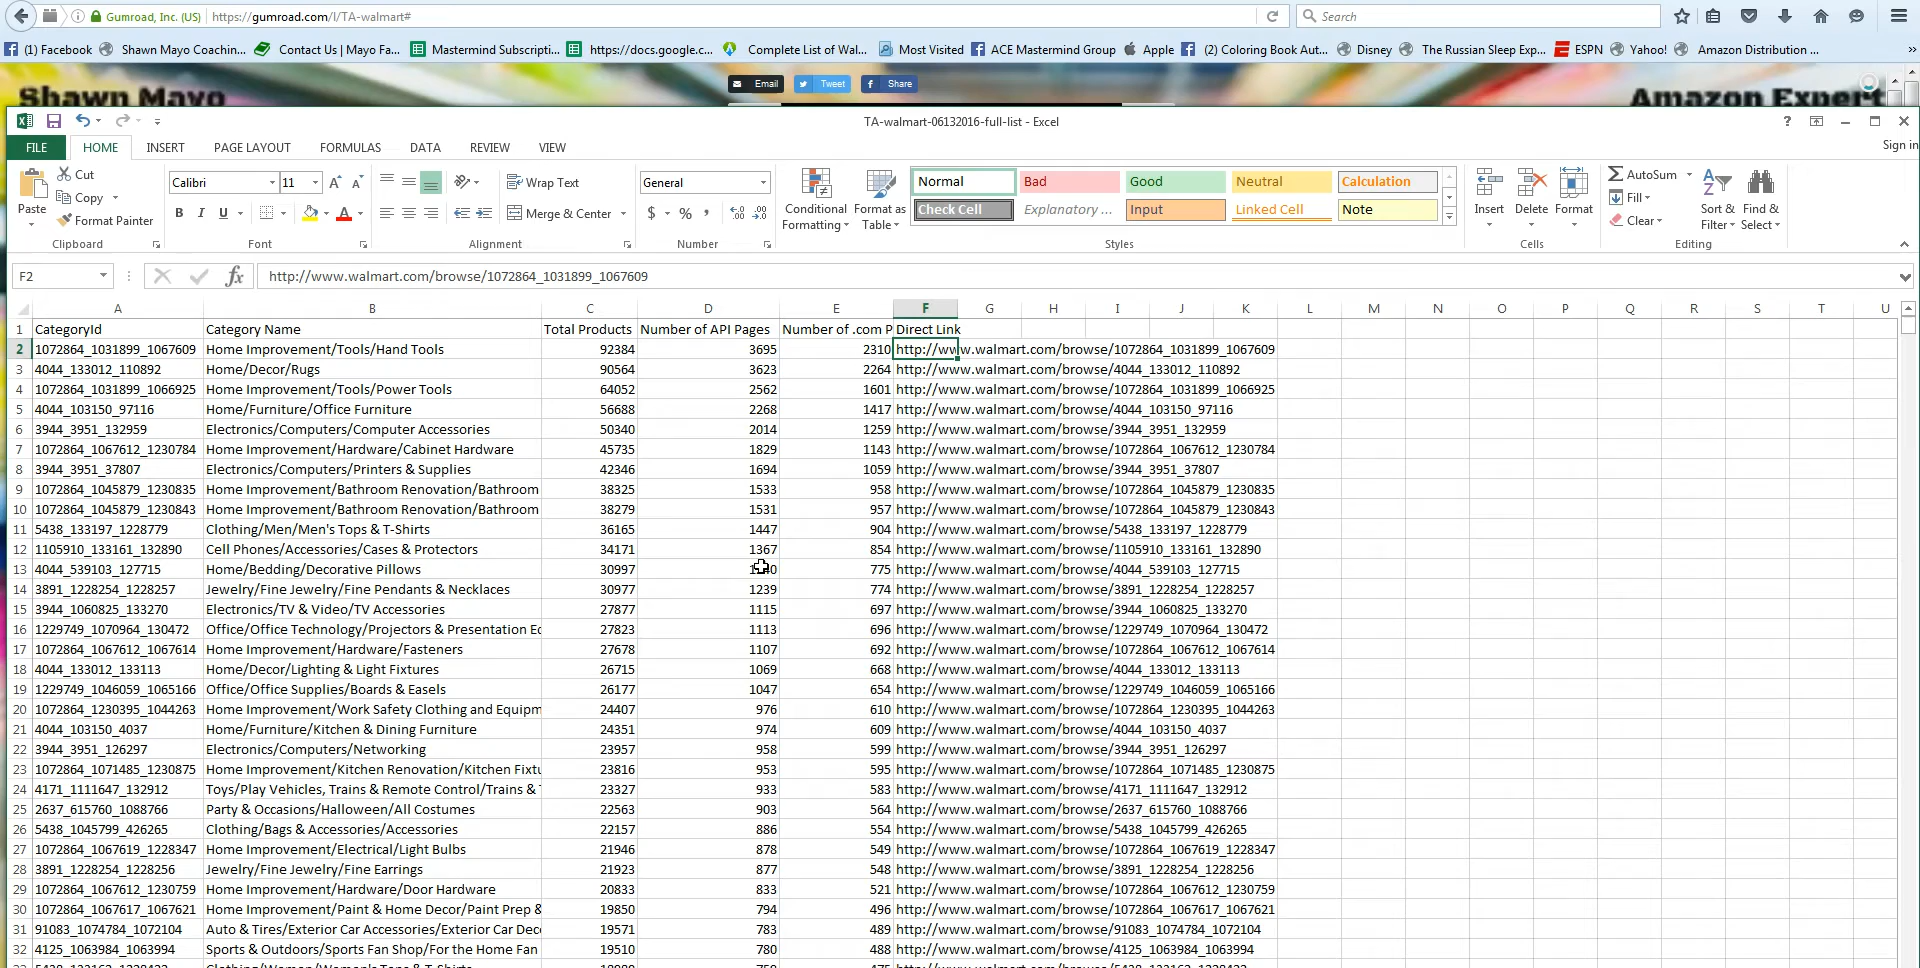 Gumroad, Inc. (US) https://gumroad.com/l/TA-walmart# Search
(1) Facebook Shawn Mayo Coachin... Contact Us | Mayo Fa... Mastermind Subscripti... https://docs.google.c... Complete List of Wal... Most Visited ACE Mastermind Group Apple (2) Coloring Book Aut... Disney The Russian Sleep Exp... ESPN Yahoo! Amazon Distribution ... »
Email Tweet Share
Shawn Mayo Amazon Expert
TA-walmart-06132016-full-list - Excel
FILE HOME INSERT PAGE LAYOUT FORMULAS DATA REVIEW VIEW Sign in
Cut
Copy
Format Painter
Paste
Clipboard
Calibri 11
B I U
Font
Wrap Text
Merge & Center
Alignment
General
$ % ,
Number
Conditional Formatting
Format as Table
Normal Bad Good Neutral Calculation
Check Cell Explanatory ... Input Linked Cell Note
Styles
Insert Delete Format
Cells
AutoSum
Fill
Clear
Sort & Filter
Find & Select
Editing
F2 fx http://www.walmart.com/browse/1072864_1031899_1067609
A B C D E F G H I J K L M N O P Q R S T U
1 CategoryId Category Name Total Products Number of API Pages Number of .com P Direct Link
2 1072864_1031899_1067609 Home Improvement/Tools/Hand Tools 92384 3695 2310 http://www.walmart.com/browse/1072864_1031899_1067609
3 4044_133012_110892 Home/Decor/Rugs 90564 3623 2264 http://www.walmart.com/browse/4044_133012_110892
4 1072864_1031899_1066925 Home Improvement/Tools/Power Tools 64052 2562 1601 http://www.walmart.com/browse/1072864_1031899_1066925
5 4044_103150_97116 Home/Furniture/Office Furniture 56688 2268 1417 http://www.walmart.com/browse/4044_103150_97116
6 3944_3951_132959 Electronics/Computers/Computer Accessories 50340 2014 1259 http://www.walmart.com/browse/3944_3951_132959
7 1072864_1067612_1230784 Home Improvement/Hardware/Cabinet Hardware 45735 1829 1143 http://www.walmart.com/browse/1072864_1067612_1230784
8 3944_3951_37807 Electronics/Computers/Printers & Supplies 42346 1694 1059 http://www.walmart.com/browse/3944_3951_37807
9 1072864_1045879_1230835 Home Improvement/Bathroom Renovation/Bathroom 38325 1533 958 http://www.walmart.com/browse/1072864_1045879_1230835
10 1072864_1045879_1230843 Home Improvement/Bathroom Renovation/Bathroom 38279 1531 957 http://www.walmart.com/browse/1072864_1045879_1230843
11 5438_133197_1228779 Clothing/Men/Men's Tops & T-Shirts 36165 1447 904 http://www.walmart.com/browse/5438_133197_1228779
12 1105910_133161_132890 Cell Phones/Accessories/Cases & Protectors 34171 1367 854 http://www.walmart.com/browse/1105910_133161_132890
13 4044_539103_127715 Home/Bedding/Decorative Pillows 30997 775 http://www.walmart.com/browse/4044_539103_127715
14 3891_1228254_1228257 Jewelry/Fine Jewelry/Fine Pendants & Necklaces 30977 1239 774 http://www.walmart.com/browse/3891_1228254_1228257
15 3944_1060825_133270 Electronics/TV & Video/TV Accessories 27877 1115 697 http://www.walmart.com/browse/3944_1060825_133270
16 1229749_1070964_130472 Office/Office Technology/Projectors & Presentation Ec 27823 1113 696 http://www.walmart.com/browse/1229749_1070964_130472
17 1072864_1067612_1067614 Home Improvement/Hardware/Fasteners 27678 1107 692 http://www.walmart.com/browse/1072864_1067612_1067614
18 4044_133012_133113 Home/Decor/Lighting & Light Fixtures 26715 1069 668 http://www.walmart.com/browse/4044_133012_133113
19 1229749_1046059_1065166 Office/Office Supplies/Boards & Easels 26177 1047 654 http://www.walmart.com/browse/1229749_1046059_1065166
20 1072864_1230395_1044263 Home Improvement/Work Safety Clothing and Equipm 24407 976 610 http://www.walmart.com/browse/1072864_1230395_1044263
21 4044_103150_4037 Home/Furniture/Kitchen & Dining Furniture 24351 974 609 http://www.walmart.com/browse/4044_103150_4037
22 3944_3951_126297 Electronics/Computers/Networking 23957 958 599 http://www.walmart.com/browse/3944_3951_126297
23 1072864_1071485_1230875 Home Improvement/Kitchen Renovation/Kitchen Fixtu 23816 953 595 http://www.walmart.com/browse/1072864_1071485_1230875
24 4171_1111647_132912 Toys/Play Vehicles, Trains & Remote Control/Trains & T 23327 933 583 http://www.walmart.com/browse/4171_1111647_132912
25 2637_615760_1088766 Party & Occasions/Halloween/All Costumes 22563 903 564 http://www.walmart.com/browse/2637_615760_1088766
26 5438_1045799_426265 Clothing/Bags & Accessories/Accessories 22157 886 554 http://www.walmart.com/browse/5438_1045799_426265
27 1072864_1067619_1228347 Home Improvement/Electrical/Light Bulbs 21946 878 549 http://www.walmart.com/browse/1072864_1067619_1228347
28 3891_1228254_1228256 Jewelry/Fine Jewelry/Fine Earrings 21923 877 548 http://www.walmart.com/browse/3891_1228254_1228256
29 1072864_1067612_1230759 Home Improvement/Hardware/Door Hardware 20833 833 521 http://www.walmart.com/browse/1072864_1067612_1230759
30 1072864_1067617_1067621 Home Improvement/Paint & Home Decor/Paint Prep & 19850 794 496 http://www.walmart.com/browse/1072864_1067617_1067621
31 91083_1074784_1072104 Auto & Tires/Exterior Car Accessories/Exterior Car Dec 19571 783 489 http://www.walmart.com/browse/91083_1074784_1072104
32 4125_1063984_1063994 Sports & Outdoors/Sports Fan Shop/For the Home Fan 19510 780 488 http://www.walmart.com/browse/4125_1063984_1063994